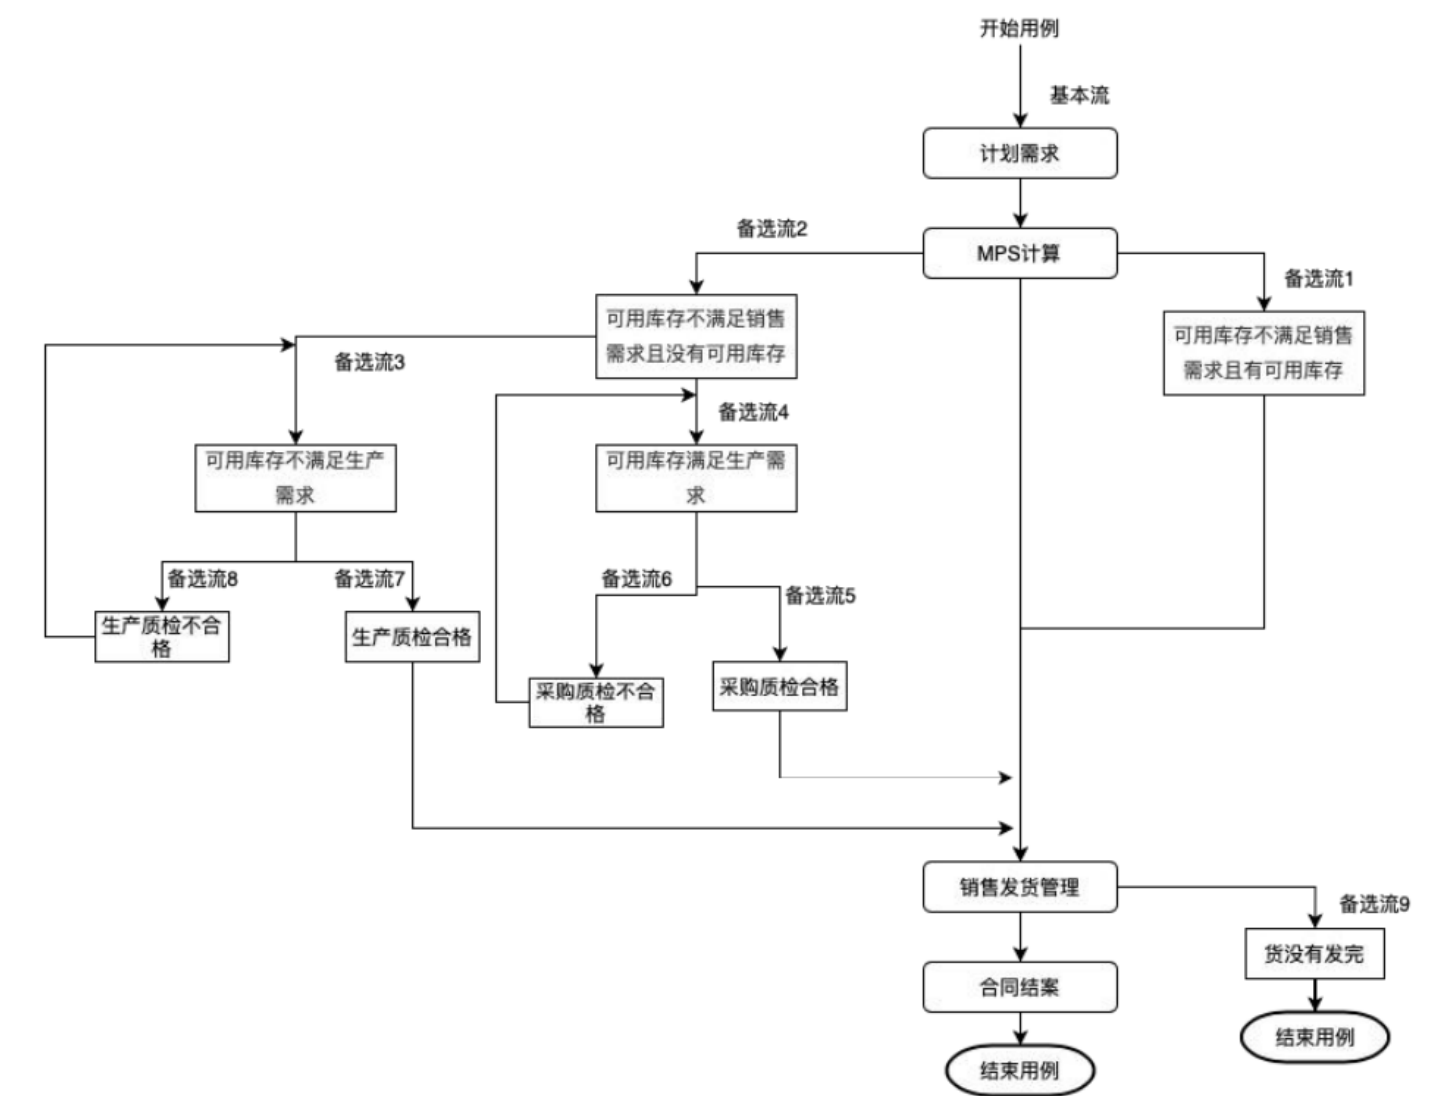 开始用例
基本流
计划需求
备选流2
MPS计算
备选流1
可用库存不满足销售
需求且没有可用库存
可用库存不满足销售
需求且有可用库存
备选流3
备选流4
可用库存不满足生产
需求
可用库存满足生产需
求
备选流8
备选流7
备选流6
备选流5
生产质检不合
格
生产质检合格
采购质检不合
格
采购质检合格
销售发货管理
备选流9
货没有发完
合同结案
结束用例
结束用例